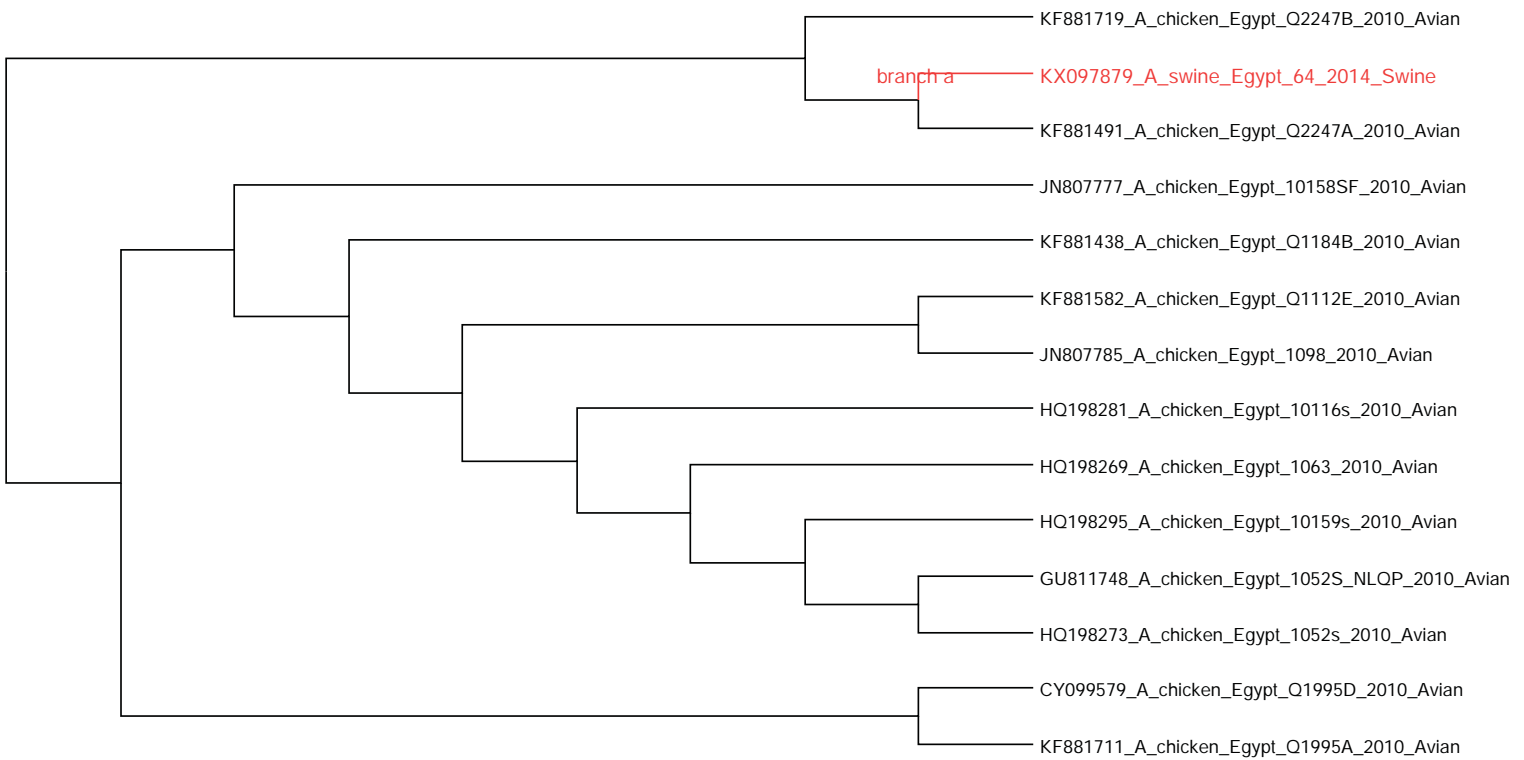 KF881719_A_chicken_Egypt_Q2247B_2010_Avian
branch a
KX097879_A_swine_Egypt_64_2014_Swine
KF881491_A_chicken_Egypt_Q2247A_2010_Avian
JN807777_A_chicken_Egypt_10158SF_2010_Avian
KF881438_A_chicken_Egypt_Q1184B_2010_Avian
KF881582_A_chicken_Egypt_Q1112E_2010_Avian
JN807785_A_chicken_Egypt_1098_2010_Avian
HQ198281_A_chicken_Egypt_10116s_2010_Avian
HQ198269_A_chicken_Egypt_1063_2010_Avian
HQ198295_A_chicken_Egypt_10159s_2010_Avian
GU811748_A_chicken_Egypt_1052S_NLQP_2010_Avian
HQ198273_A_chicken_Egypt_1052s_2010_Avian
CY099579_A_chicken_Egypt_Q1995D_2010_Avian
KF881711_A_chicken_Egypt_Q1995A_2010_Avian